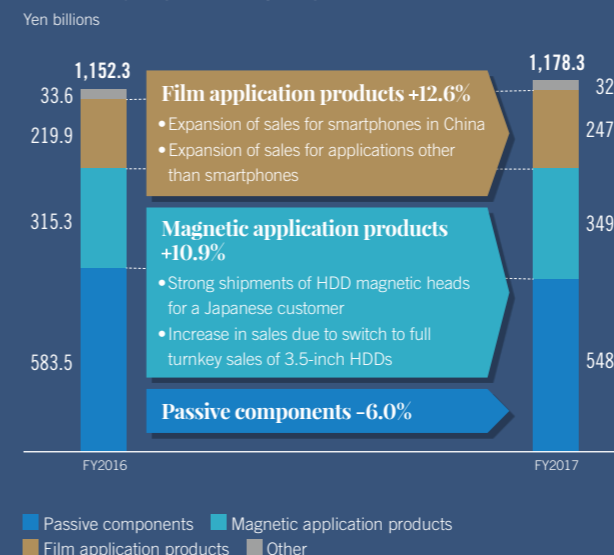 Yen billions
1,152.3
33.6
219.9
315.3
583.5
FY2016
Film application products +12.6%
• Expansion of sales for smartphones in China
• Expansion of sales for applications other
than smartphones
Magnetic application products
+10.9%
• Strong shipments of HDD magnetic heads
for a Japanese customer
• Increase in sales due to switch to full
turnkey sales of 3.5-inch HDDs
Passive components -6.0%
1,178.3
32
247
349
548
FY2017
Passive components
Magnetic application products
Film application products
Other